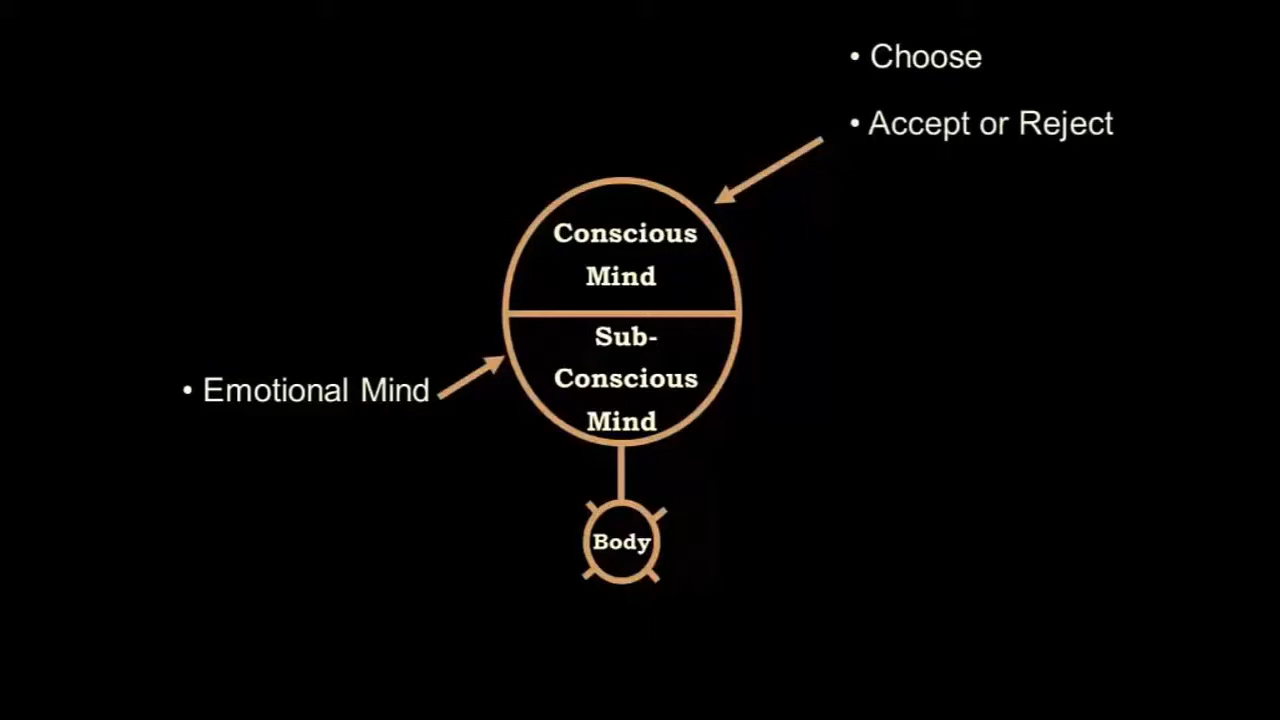 • Choose
• Accept or Reject
Conscious
Mind
Sub-
Conscious
Mind
• Emotional Mind
Body